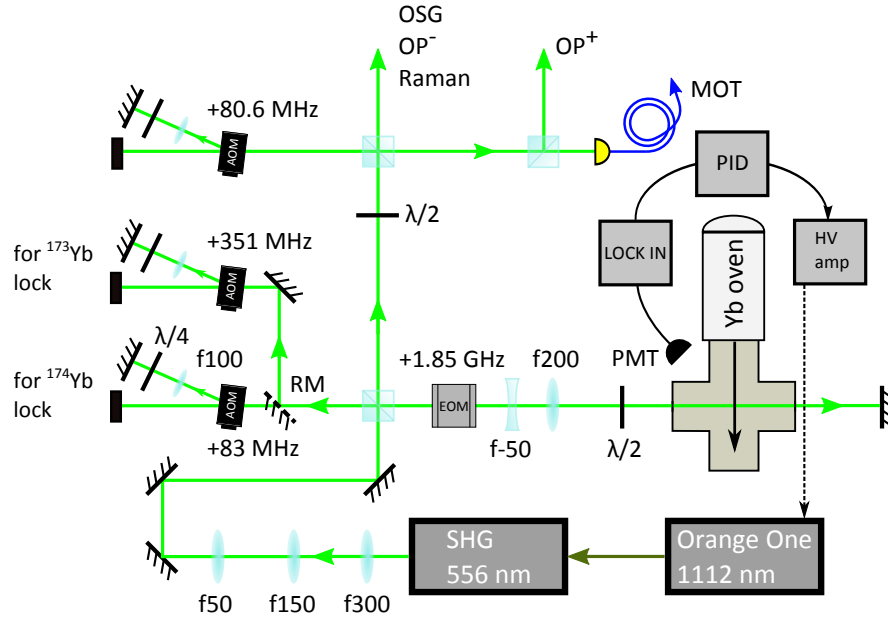 OSG
OP⁻
Raman
OP⁺
MOT
+80.6 MHz
AOM
PID
λ/2
for ¹⁷³Yb
lock
+351 MHz
AOM
LOCK IN
Yb oven
HV
amp
for ¹⁷⁴Yb
lock
λ/4
f100
AOM
RM
+83 MHz
+1.85 GHz
EOM
f200
f-50
PMT
λ/2
SHG
556 nm
Orange One
1112 nm
f50
f150
f300